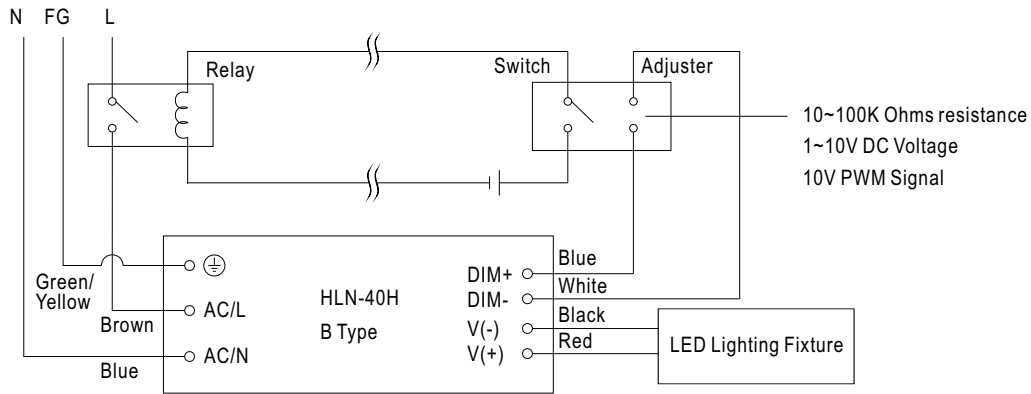 N FG L
Relay
Switch
Adjuster
10~100K Ohms resistance
1~10V DC Voltage
10V PWM Signal
Green/
Yellow
Brown
Blue
AC/L
AC/N
HLN-40H
B Type
DIM+
DIM-
V(-)
V(+)
Blue
White
Black
Red
LED Lighting Fixture